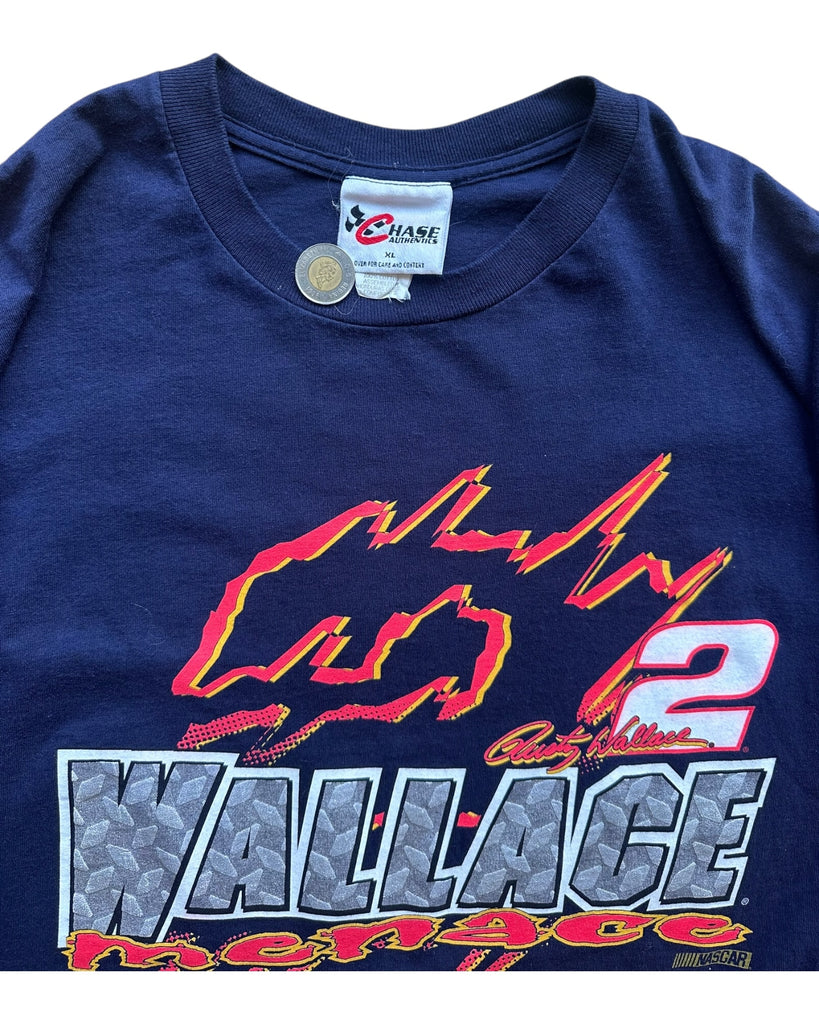 CHASE
AUTHENTICS
XL
OVER FOR CARE AND CONTENT
2
Rusty Wallace
WALLACE
menace
NASCAR